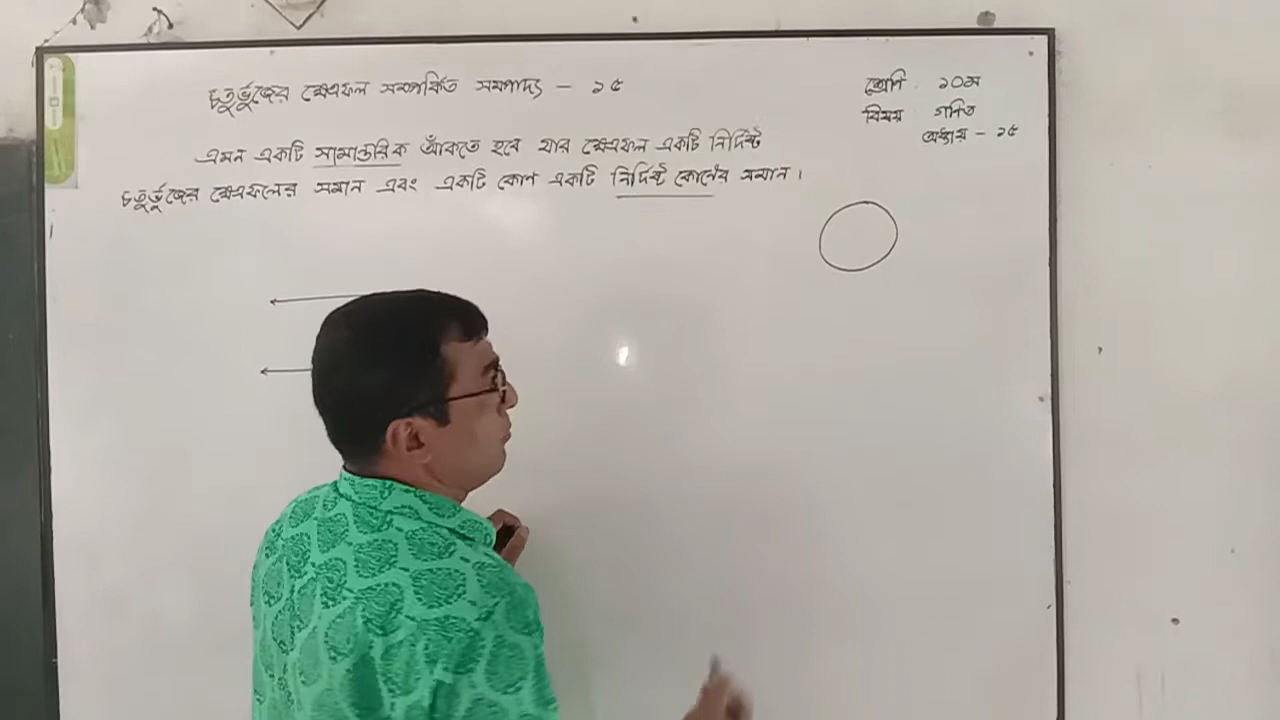 চতুর্ভুজের ক্ষেত্রফল সম্পর্কিত সম্পাদ্য - ১৫
শ্রেণি : ১০ম
বিষয় : গনিত
অধ্যায় - ১৫
এমন একটি সামান্তরিক আঁকতে হবে যার ক্ষেত্রফল একটি নির্দিষ্ট
চতুর্ভুজের ক্ষেত্রফলের সমান এবং একটি কোণ একটি নির্দিষ্ট কোণের সমান।